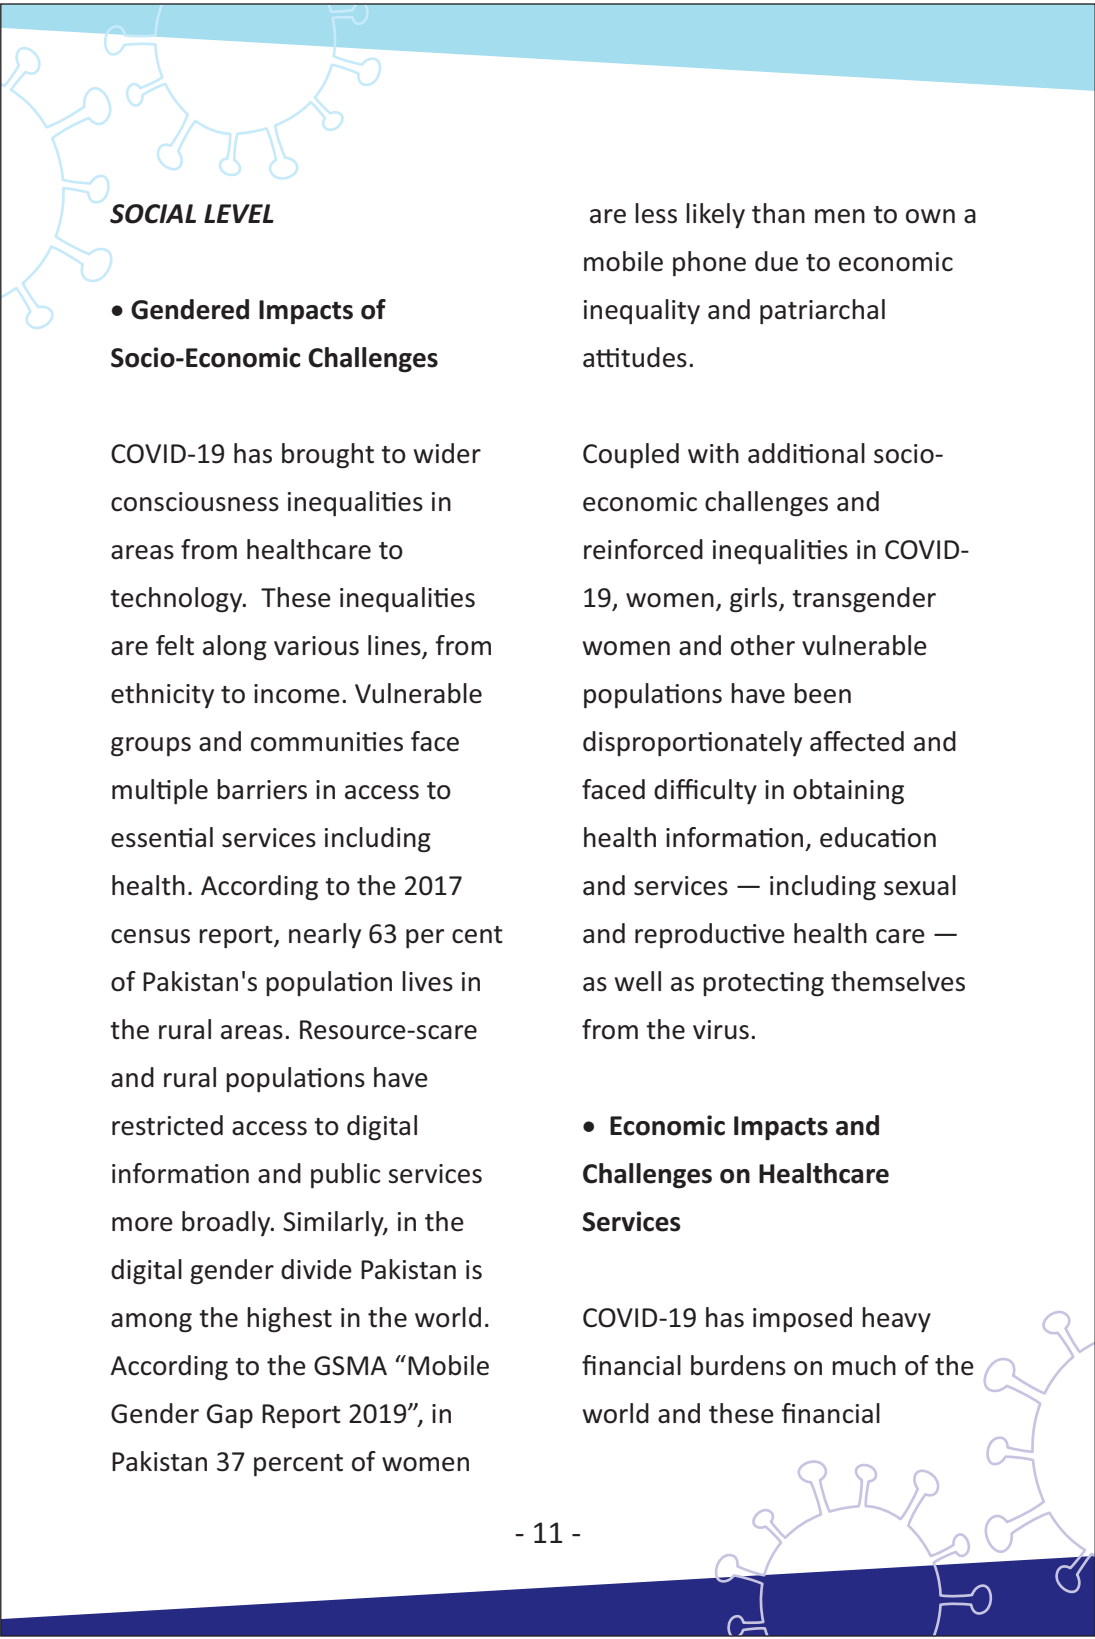 SOCIAL LEVEL
• Gendered Impacts of
Socio-Economic Challenges
COVID-19 has brought to wider
consciousness inequalities in
areas from healthcare to
technology.  These inequalities
are felt along various lines, from
ethnicity to income. Vulnerable
groups and communities face
multiple barriers in access to
essential services including
health. According to the 2017
census report, nearly 63 per cent
of Pakistan's population lives in
the rural areas. Resource-scare
and rural populations have
restricted access to digital
information and public services
more broadly. Similarly, in the
digital gender divide Pakistan is
among the highest in the world.
According to the GSMA “Mobile
Gender Gap Report 2019”, in
Pakistan 37 percent of women
are less likely than men to own a
mobile phone due to economic
inequality and patriarchal
attitudes.
Coupled with additional socio-
economic challenges and
reinforced inequalities in COVID-
19, women, girls, transgender
women and other vulnerable
populations have been
disproportionately affected and
faced difficulty in obtaining
health information, education
and services — including sexual
and reproductive health care —
as well as protecting themselves
from the virus.
• Economic Impacts and
Challenges on Healthcare
Services
COVID-19 has imposed heavy
financial burdens on much of the
world and these financial
- 11 -